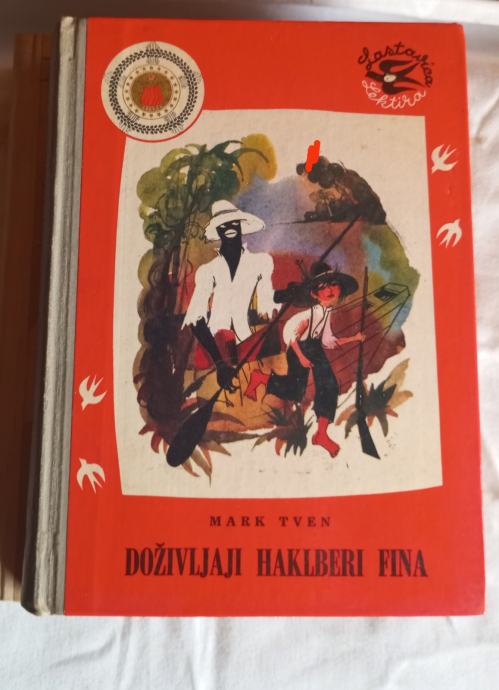 Lastavica
Lektira
MARK TVEN
DOŽIVLJAJI HAKLBERI FINA